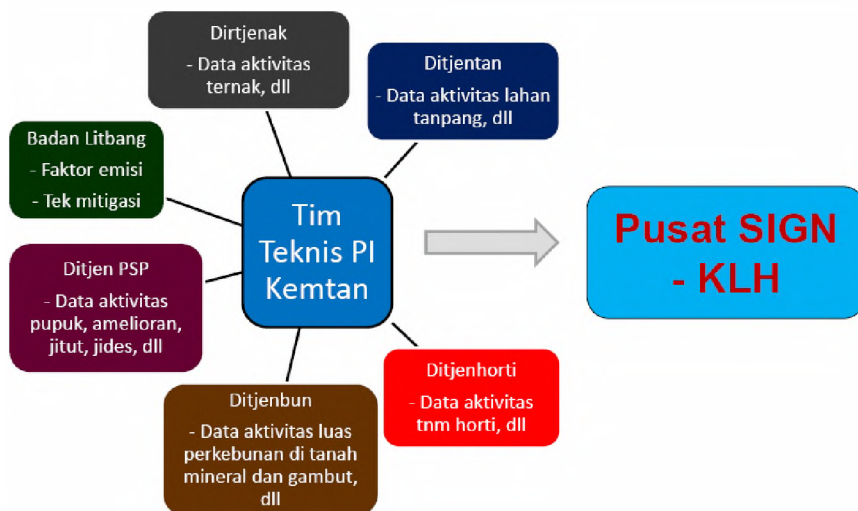 Dirtjenak
- Data aktivitas
ternak, dll
Ditjentan
- Data aktivitas lahan
tanpang, dll
Badan Litbang
- Faktor emisi
- Tek mitigasi
Tim
Teknis PI
Kemtan
Pusat SIGN
- KLH
Ditjen PSP
- Data aktivitas
pupuk, amelioran,
jitut, jides, dll
Ditjenbun
- Data aktivitas luas
perkebunan di tanah
mineral dan gambut,
dll
Ditjenhorti
- Data aktivitas
tnm horti, dll